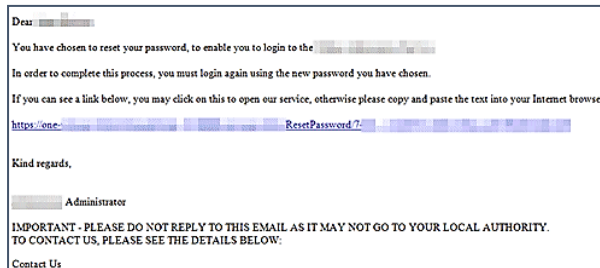 Dear
You have chosen to reset your password, to enable you to login to the
In order to complete this process, you must login again using the new password you have chosen.
If you can see a link below, you may click on this to open our service, otherwise please copy and paste the text into your Internet browse
https://one- ResetPassword/7-
Kind regards,
Administrator
IMPORTANT - PLEASE DO NOT REPLY TO THIS EMAIL AS IT MAY NOT GO TO YOUR LOCAL AUTHORITY.
TO CONTACT US, PLEASE SEE THE DETAILS BELOW:
Contact Us